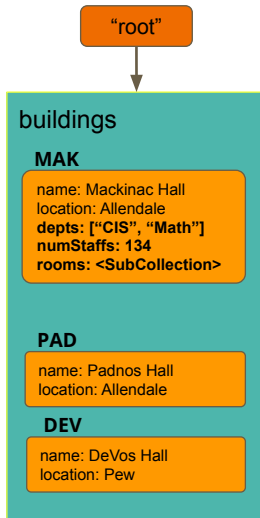 “root”
buildings
MAK
name: Mackinac Hall
location: Allendale
depts: [“CIS”, “Math”]
numStaffs: 134
rooms: <SubCollection>
PAD
name: Padnos Hall
location: Allendale
DEV
name: DeVos Hall
location: Pew